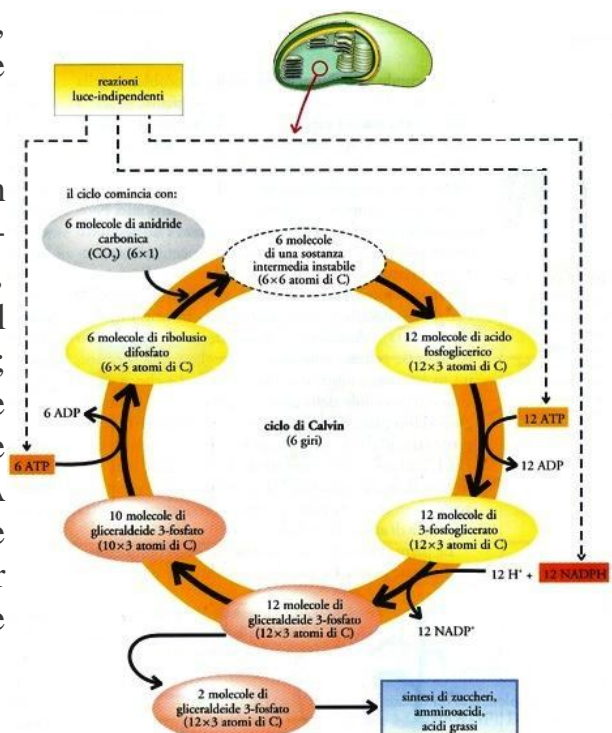 reazioni
luce-indipendenti
il ciclo comincia con:
6 molecole di anidride
carbonica
(CO₂) (6×1)
6 molecole
di una sostanza
intermedia instabile
(6×6 atomi di C)
6 molecole di ribolusio
difosfato
(6×5 atomi di C)
12 molecole di acido
fosfoglicerico
(12×3 atomi di C)
6 ADP
6 ATP
ciclo di Calvin
(6 giri)
12 ATP
12 ADP
10 molecole di
gliceraldeide 3-fosfato
(10×3 atomi di C)
12 molecole di
3-fosfoglicerato
(12×3 atomi di C)
12 H⁺ + 12 NADPH
12 NADP⁺
12 molecole di
gliceraldeide 3-fosfato
(12×3 atomi di C)
2 molecole di
gliceraldeide 3-fosfato
(12×3 atomi di C)
sintesi di zuccheri,
amminoacidi,
acidi grassi